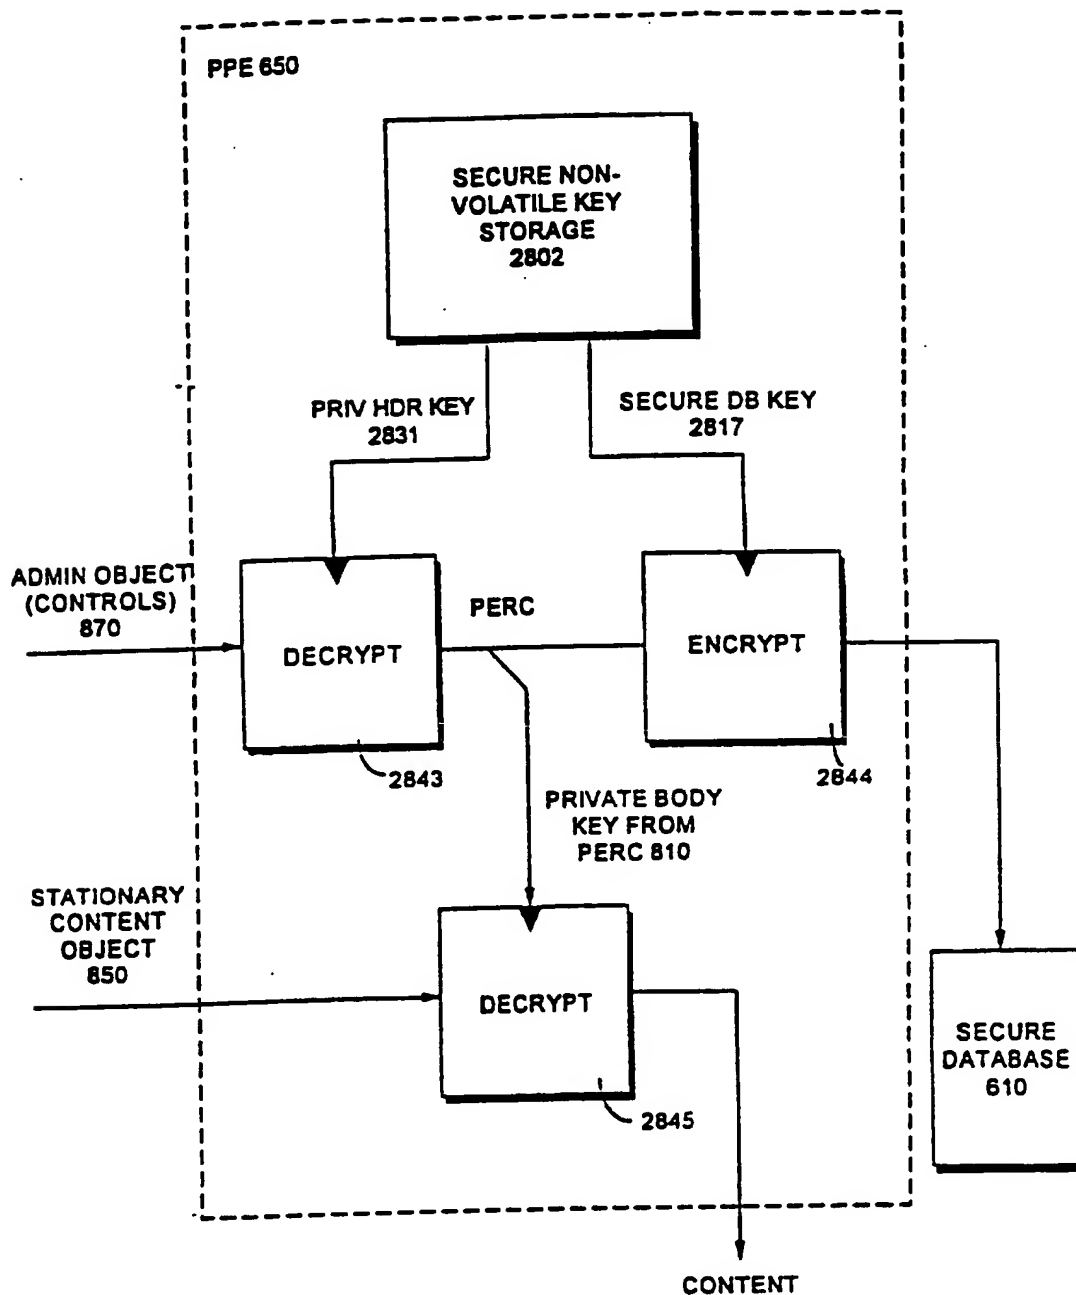 PPE 650
SECURE NON-
VOLATILE KEY
STORAGE
2802
PRIV HDR KEY
2831
SECURE DB KEY
2817
ADMIN OBJECT
(CONTROLS)
870
DECRYPT
PERC
ENCRYPT
2843
2844
PRIVATE BODY
KEY FROM
PERC 810
STATIONARY
CONTENT
OBJECT
850
DECRYPT
2845
SECURE
DATABASE
610
CONTENT